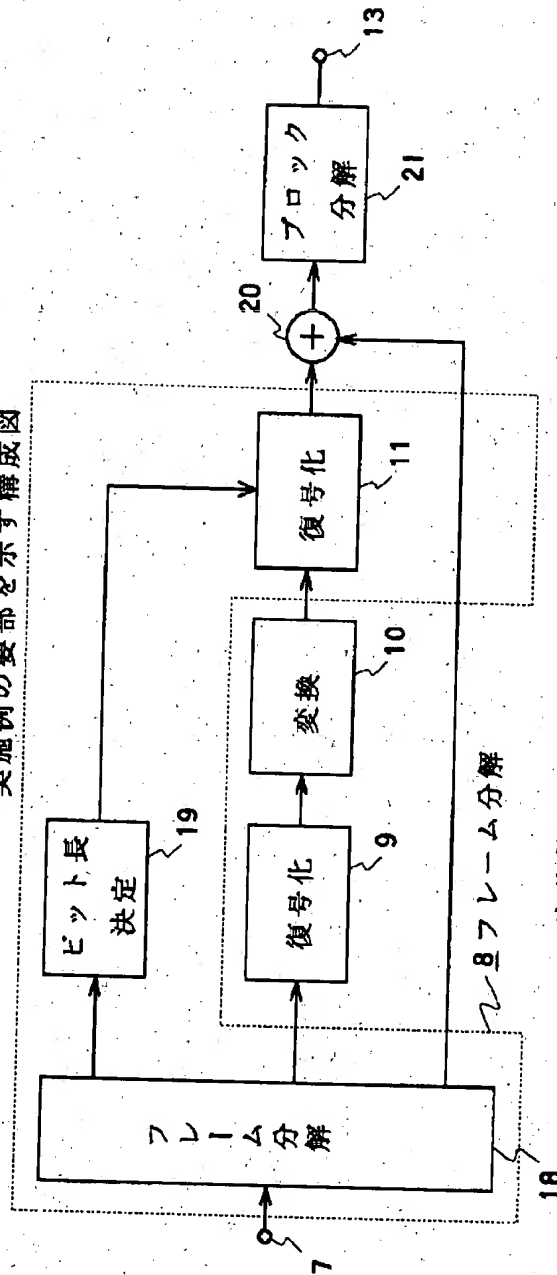 実施例の要部を示す構成図
7
フレーム分解
18
ビット長
決定
19
復号化
9
変換
10
復号化
11
20
+
ブロック
分解
21
13
8 フレーム分解